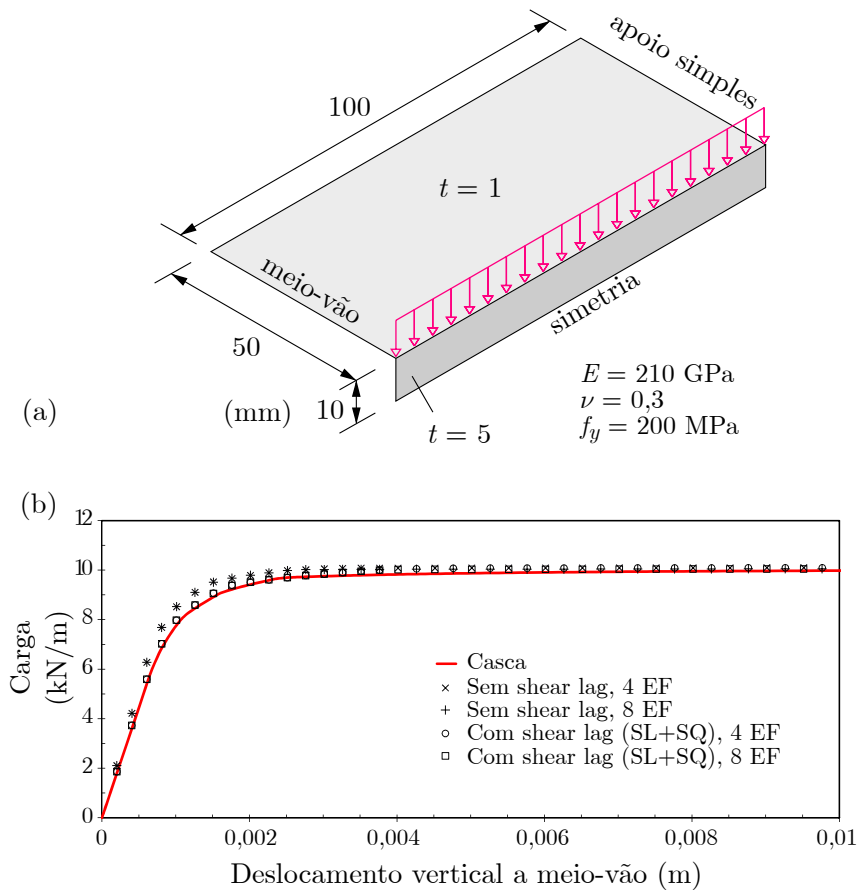 apoio simples
100
t = 1
meio-vão
simetria
50
(a)
(mm)
10
t = 5
E = 210 GPa
ν = 0,3
f_y = 200 MPa
(b)
12
10
8
6
4
2
0
Carga
(kN/m)
Casca
Sem shear lag, 4 EF
Sem shear lag, 8 EF
Com shear lag (SL+SQ), 4 EF
Com shear lag (SL+SQ), 8 EF
0 0,002 0,004 0,006 0,008 0,01
Deslocamento vertical a meio-vão (m)